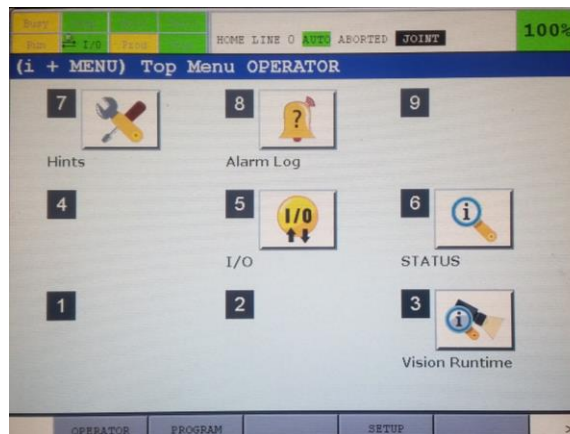 Busy
Run I/O Prog
HOME LINE 0 AUTO ABORTED JOINT
100%
(i + MENU) Top Menu OPERATOR
7 8 ? 9
Hints Alarm Log
4 5 I/O 6 i
I/O STATUS
1 2 3 i
Vision Runtime
OPERATOR PROGRAM SETUP >